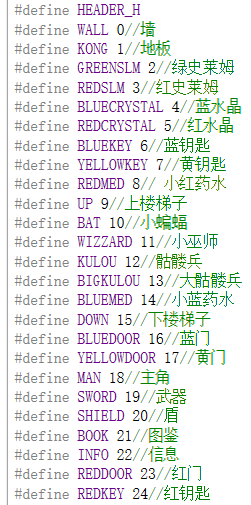 #define HEADER_H
#define WALL 0//墙
#define KONG 1//地板
#define GREENSLM 2//绿史莱姆
#define REDSLM 3//红史莱姆
#define BLUECRYSTAL 4//蓝水晶
#define REDCRYSTAL 5//红水晶
#define BLUEKEY 6//蓝钥匙
#define YELLOWKEY 7//黄钥匙
#define REDMED 8// 小红药水
#define UP 9//上楼梯子
#define BAT 10//小蝙蝠
#define WIZZARD 11//小巫师
#define KULOU 12//骷髅兵
#define BIGKULOU 13//大骷髅兵
#define BLUEMED 14//小蓝药水
#define DOWN 15//下楼梯子
#define BLUEDOOR 16//蓝门
#define YELLOWDOOR 17//黄门
#define MAN 18//主角
#define SWORD 19//武器
#define SHIELD 20//盾
#define BOOK 21//图鉴
#define INFO 22//信息
#define REDDOOR 23//红门
#define REDKEY 24//红钥匙